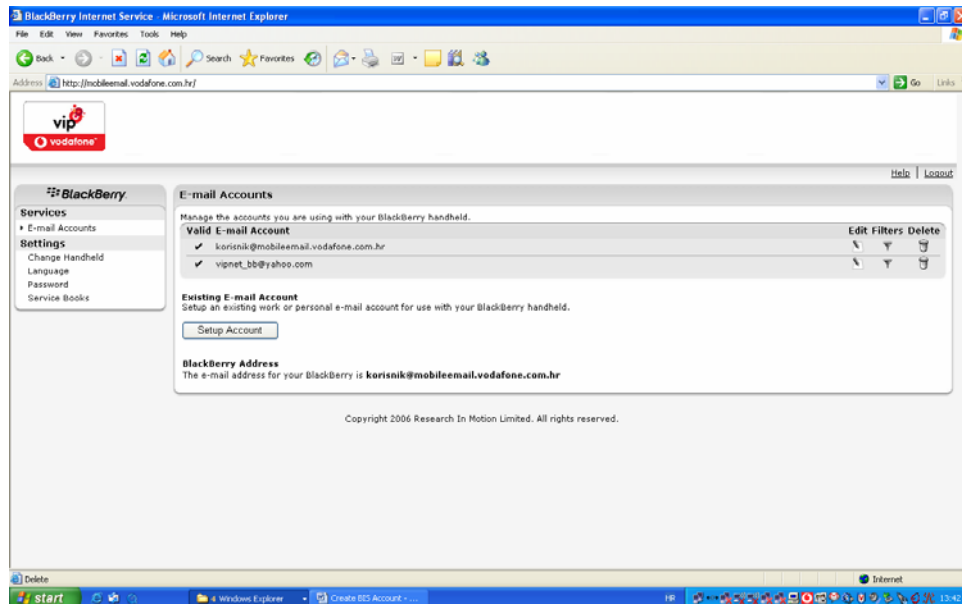 BlackBerry Internet Service - Microsoft Internet Explorer
File Edit View Favorites Tools Help
Back Search Favorites
Address http://mobileemail.vodafone.com.hr/ Go Links
vip
vodafone
Help | Logout
BlackBerry
E-mail Accounts
Services
E-mail Accounts
Settings
Change Handheld
Language
Password
Service Books
Manage the accounts you are using with your BlackBerry handheld.
Valid E-mail Account Edit Filters Delete
korisnik@mobileemail.vodafone.com.hr
vipnet_bb@yahoo.com
Existing E-mail Account
Setup an existing work or personal e-mail account for use with your BlackBerry handheld.
Setup Account
BlackBerry Address
The e-mail address for your BlackBerry is korisnik@mobileemail.vodafone.com.hr
Copyright 2006 Research In Motion Limited. All rights reserved.
Delete Internet
start 4 Windows Explorer Create BIS Account - ... HR 13:42